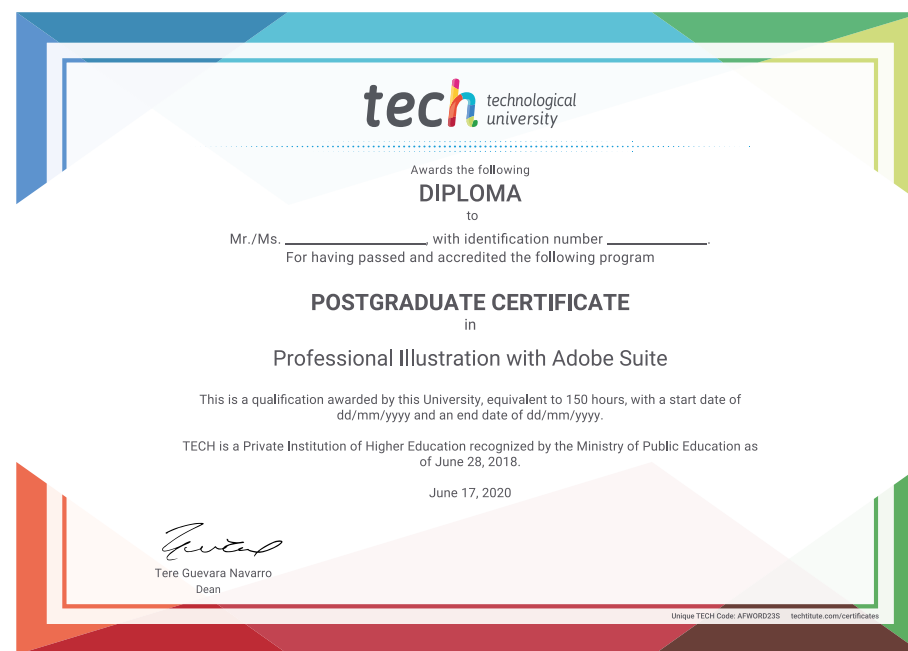 tech technological
university
Awards the following
DIPLOMA
to
Mr./Ms. ____________________, with identification number ______________.
For having passed and accredited the following program
POSTGRADUATE CERTIFICATE
in
Professional Illustration with Adobe Suite
This is a qualification awarded by this University, equivalent to 150 hours, with a start date of
dd/mm/yyyy and an end date of dd/mm/yyyy.
TECH is a Private Institution of Higher Education recognized by the Ministry of Public Education as
of June 28, 2018.
June 17, 2020
Tere Guevara Navarro
Dean
Unique TECH Code: AFWORD23S techtitute.com/certificates